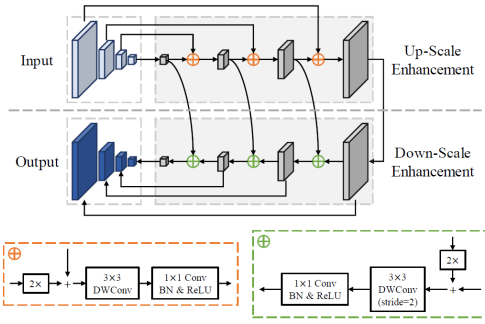 Input
Up-Scale
Enhancement
Output
Down-Scale
Enhancement
2×
+
3×3
DWConv
1×1 Conv
BN & ReLU
2×
1×1 Conv
BN & ReLU
3×3
DWConv
(stride=2)
+